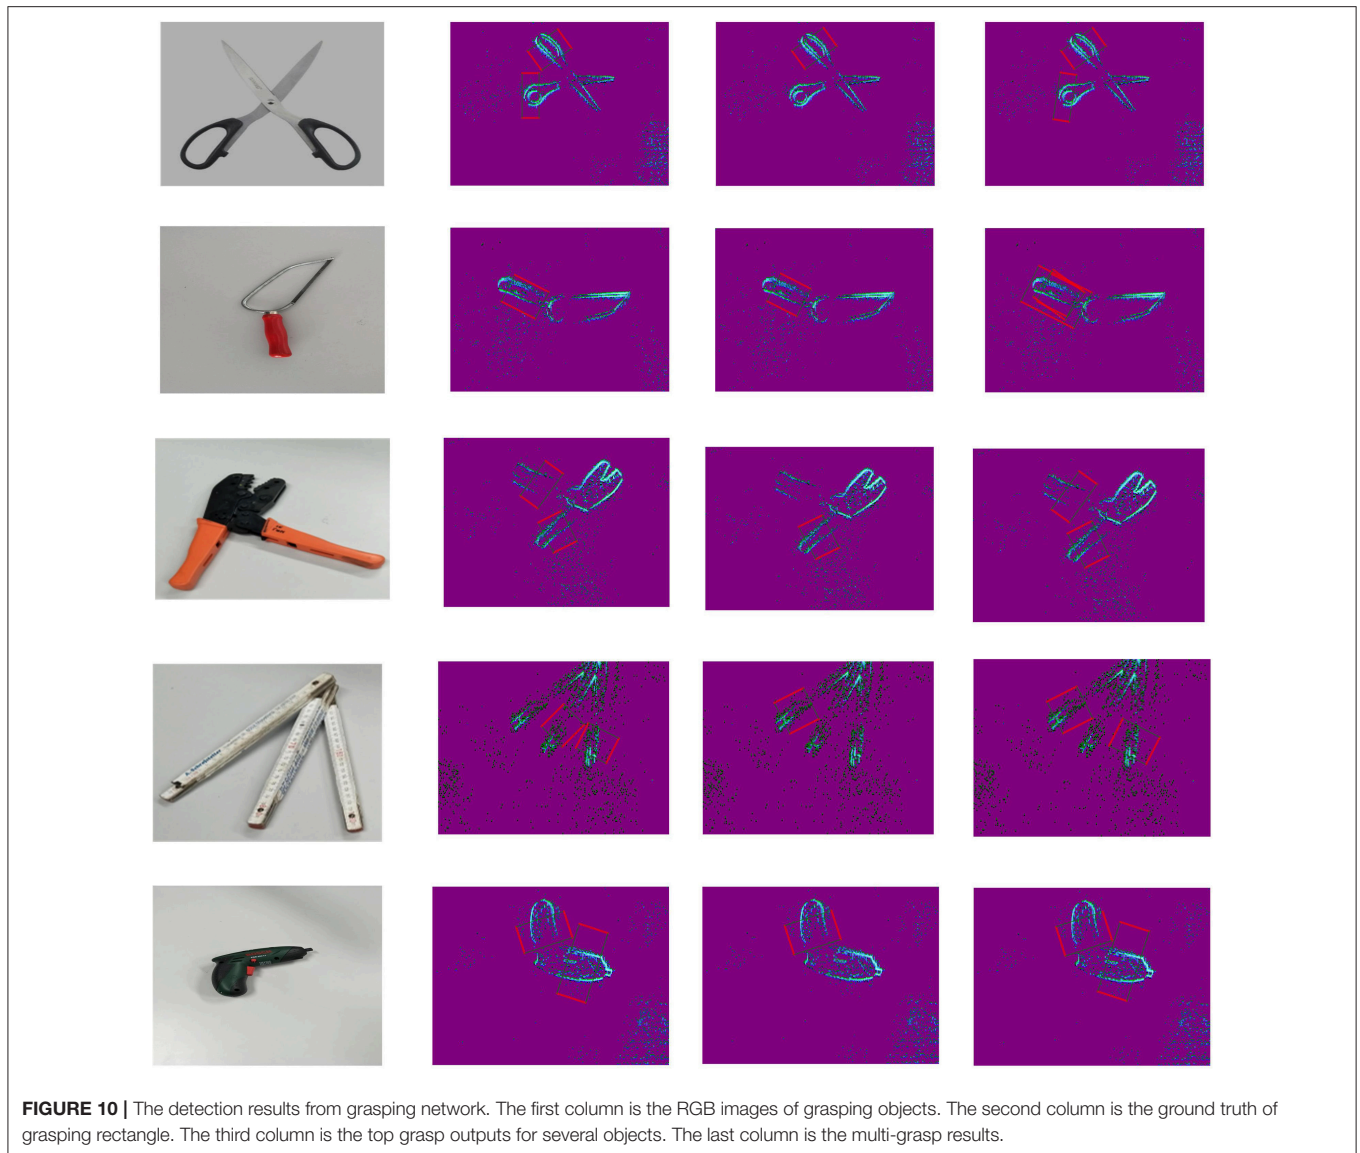 FIGURE 10 | The detection results from grasping network. The first column is the RGB images of grasping objects. The second column is the ground truth of
grasping rectangle. The third column is the top grasp outputs for several objects. The last column is the multi-grasp results.